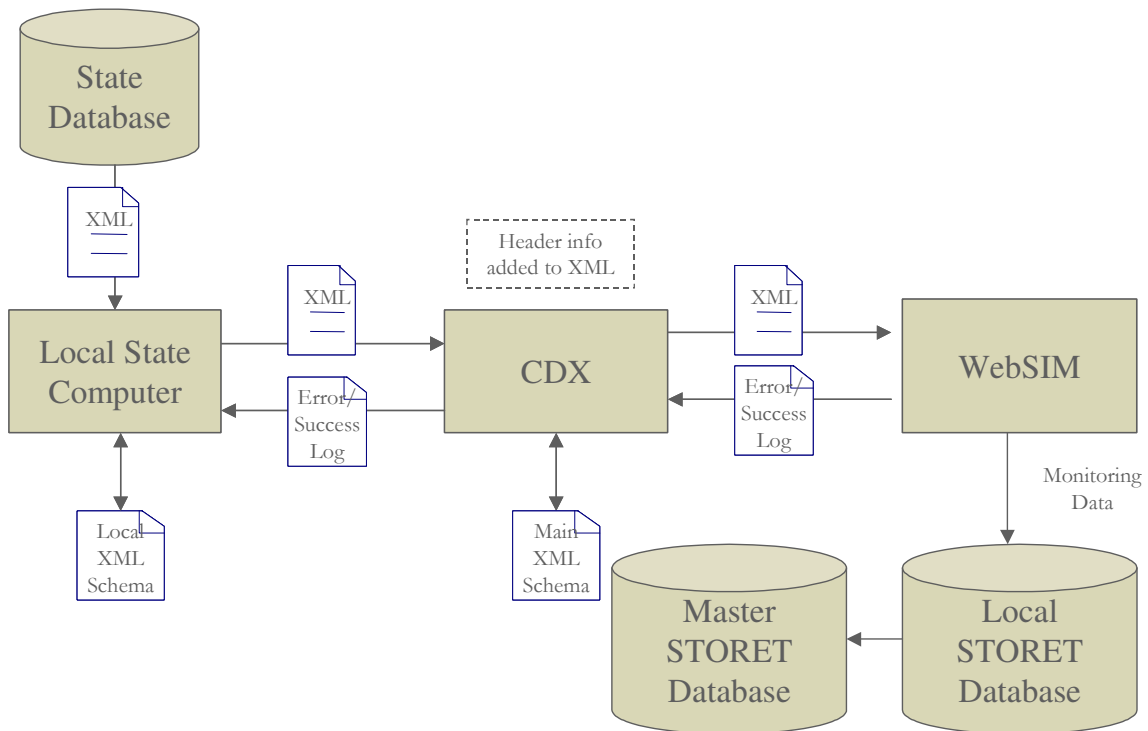 State
Database
XML
Header info
added to XML
XML
XML
Local State
Computer
CDX
WebSIM
Error/
Success
Log
Error/
Success
Log
Monitoring
Data
Local
XML
Schema
Main
XML
Schema
Master
STORET
Database
Local
STORET
Database